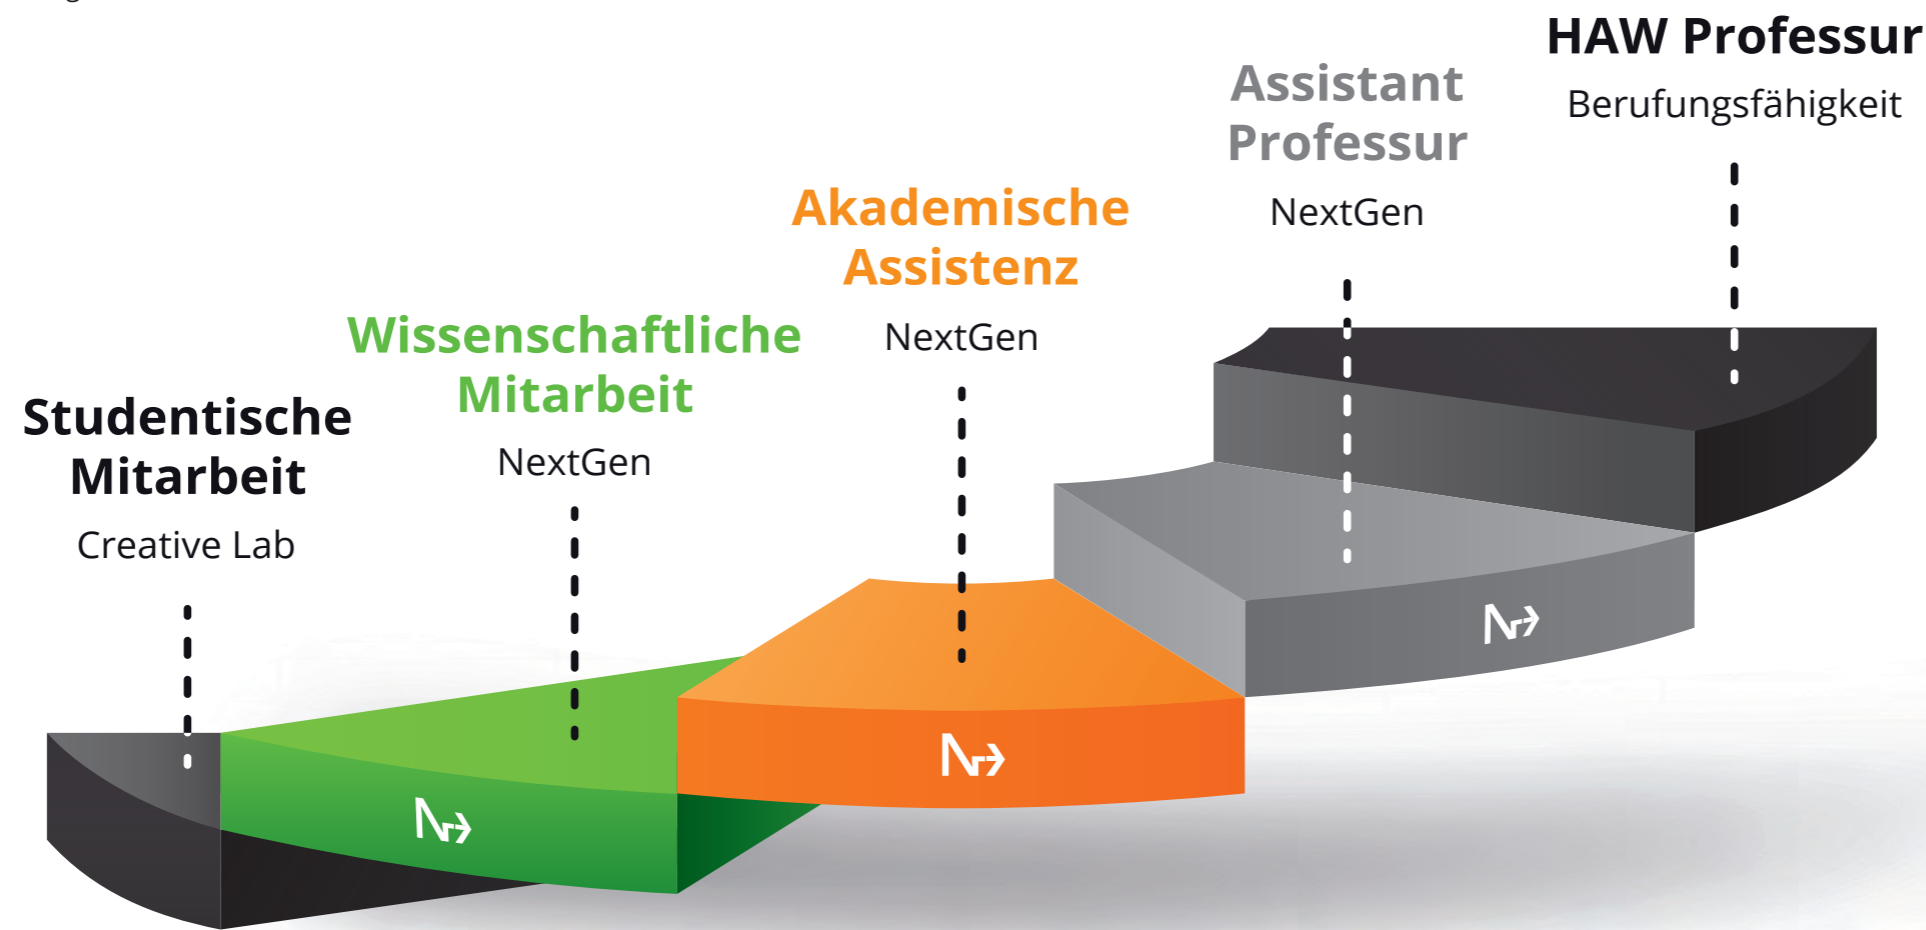 HAW Professur
Berufungsfähigkeit
Assistant
Professur
NextGen
Akademische
Assistenz
NextGen
Wissenschaftliche
Mitarbeit
NextGen
Studentische
Mitarbeit
Creative Lab